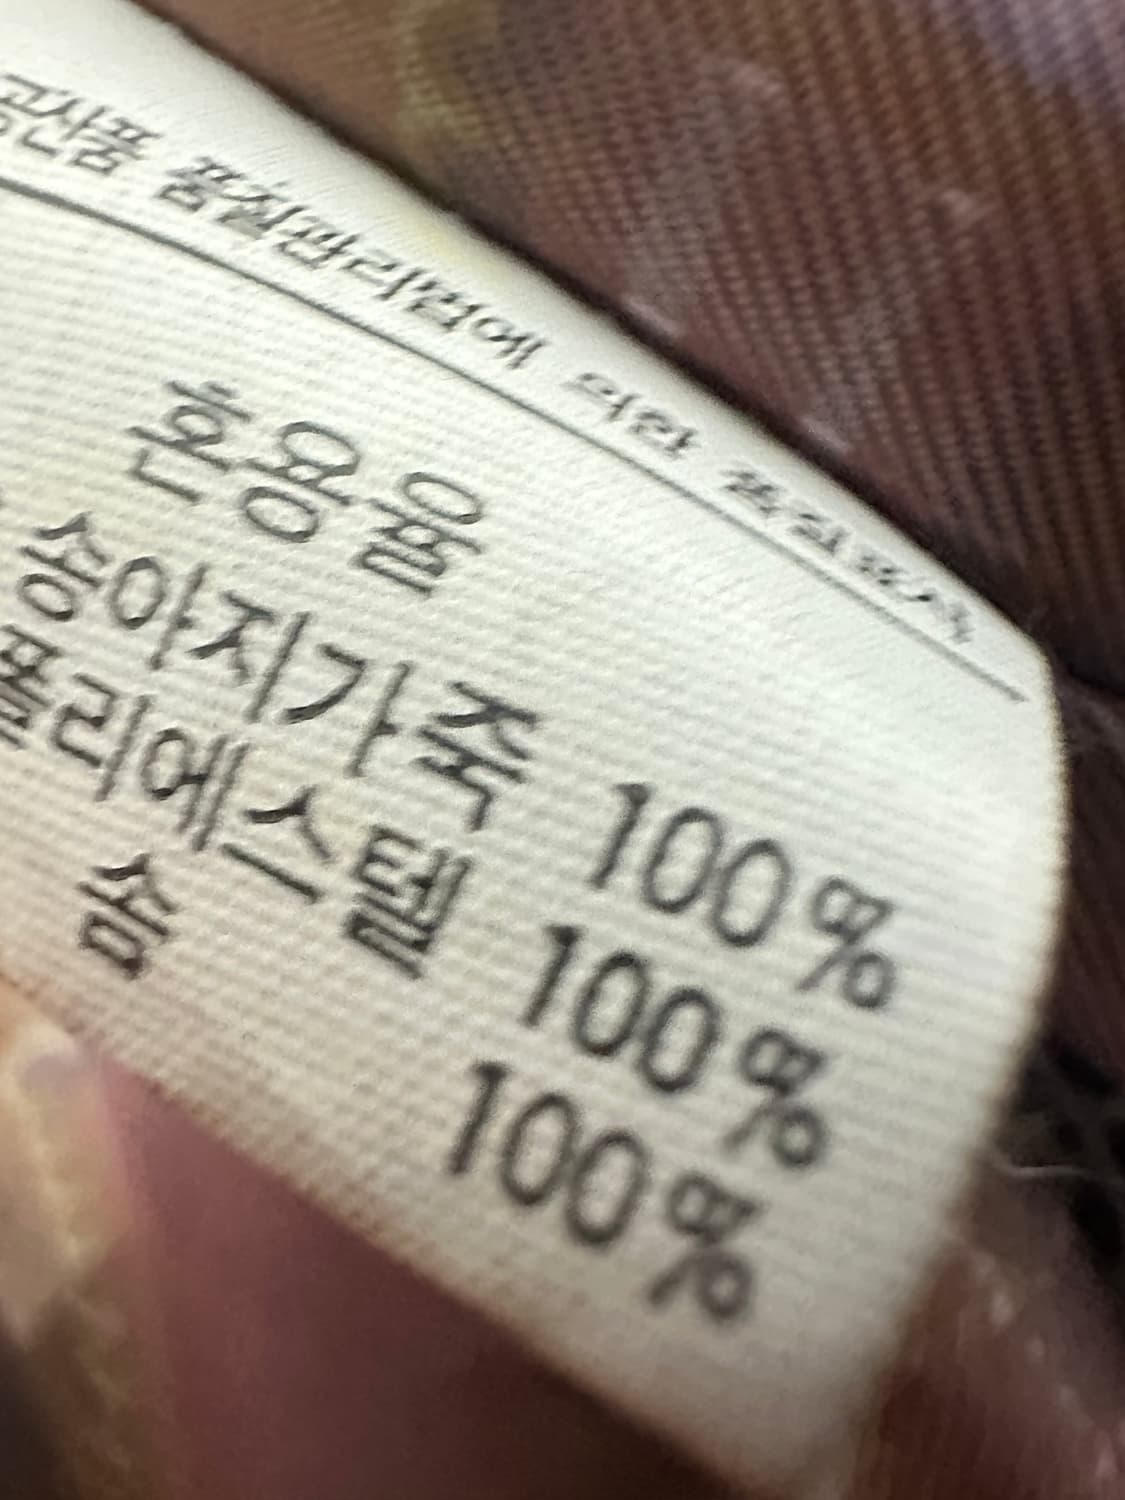 공산품 품질관리법에 의한 품질표시
혼용율
송아지가죽 100%
폴리에스텔 100%
솜 100%